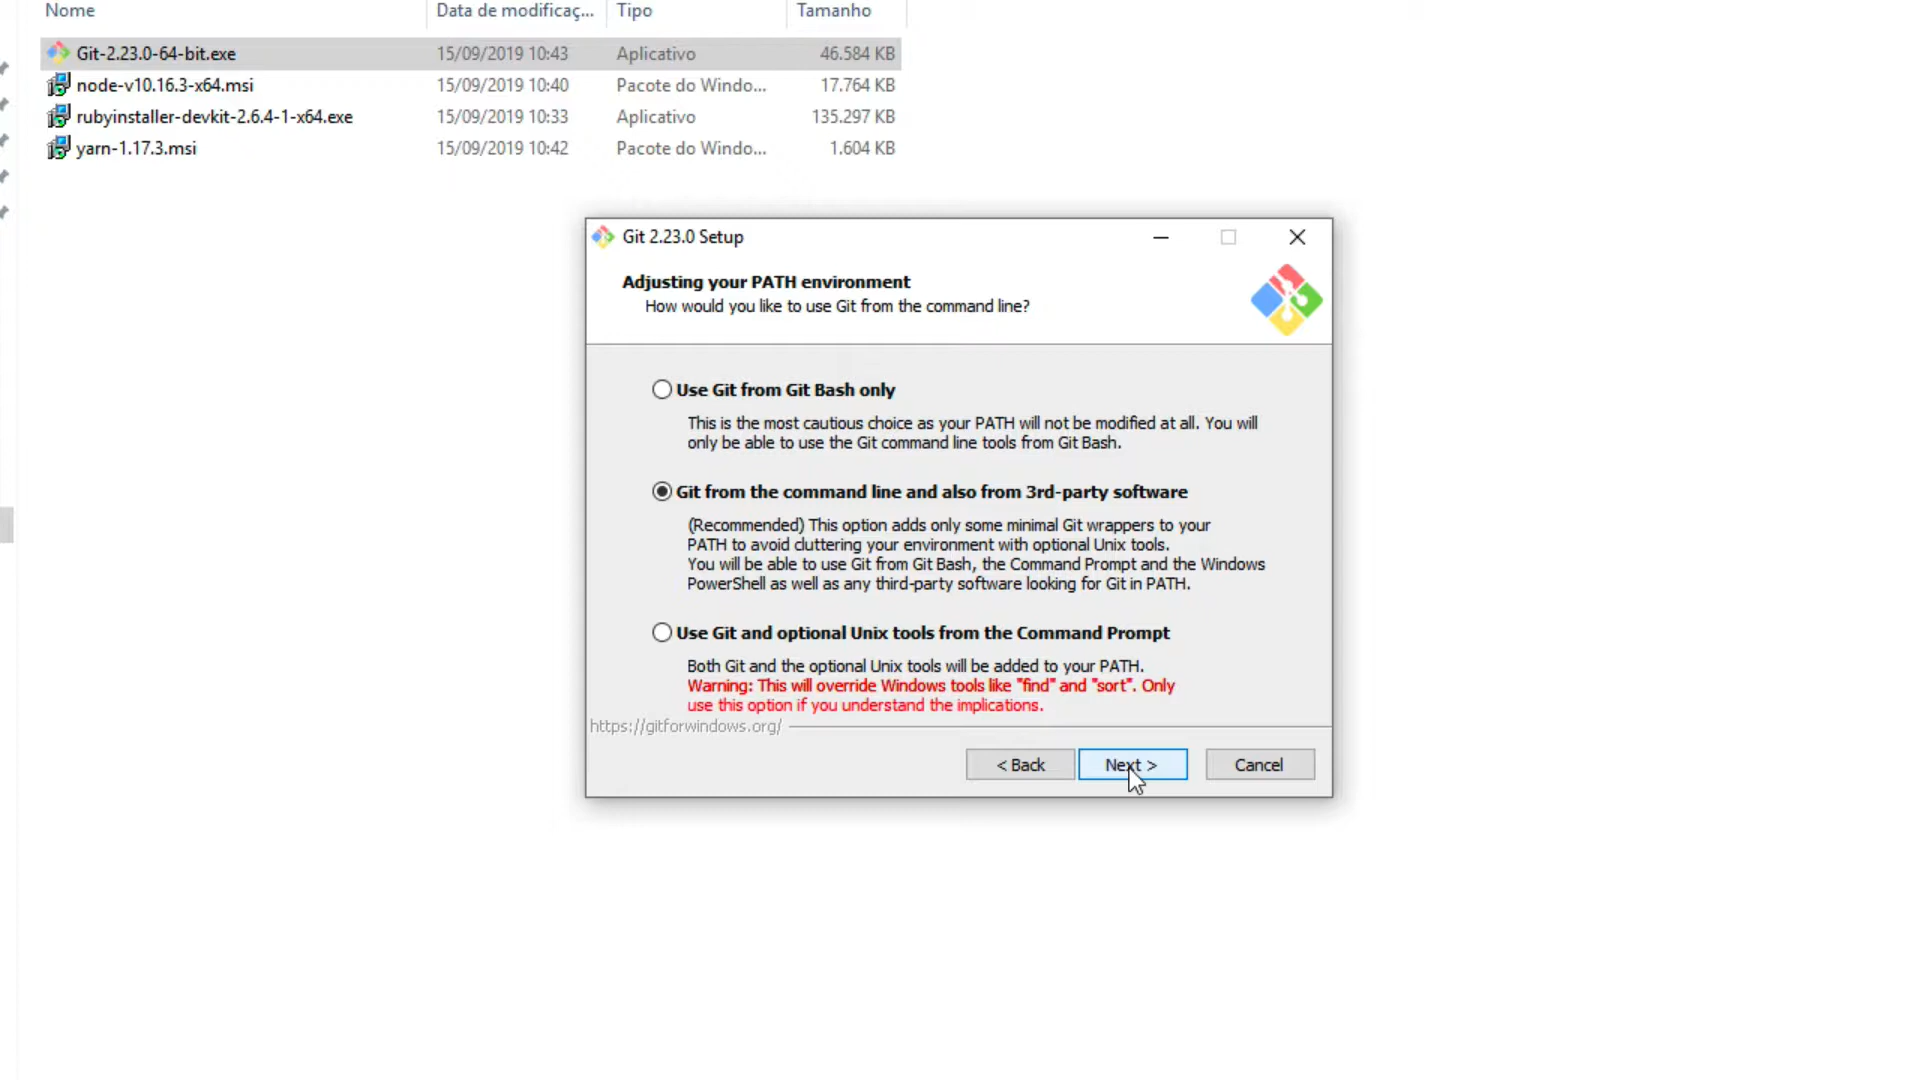 Nome Data de modificaç... Tipo Tamanho
Git-2.23.0-64-bit.exe 15/09/2019 10:43 Aplicativo 46.584 KB
node-v10.16.3-x64.msi 15/09/2019 10:40 Pacote do Windo... 17.764 KB
rubyinstaller-devkit-2.6.4-1-x64.exe 15/09/2019 10:33 Aplicativo 135.297 KB
yarn-1.17.3.msi 15/09/2019 10:42 Pacote do Windo... 1.604 KB
Git 2.23.0 Setup
Adjusting your PATH environment
How would you like to use Git from the command line?
Use Git from Git Bash only
This is the most cautious choice as your PATH will not be modified at all. You will
only be able to use the Git command line tools from Git Bash.
Git from the command line and also from 3rd-party software
(Recommended) This option adds only some minimal Git wrappers to your
PATH to avoid cluttering your environment with optional Unix tools.
You will be able to use Git from Git Bash, the Command Prompt and the Windows
PowerShell as well as any third-party software looking for Git in PATH.
Use Git and optional Unix tools from the Command Prompt
Both Git and the optional Unix tools will be added to your PATH.
Warning: This will override Windows tools like "find" and "sort". Only
use this option if you understand the implications.
https://gitforwindows.org/
< Back Next > Cancel